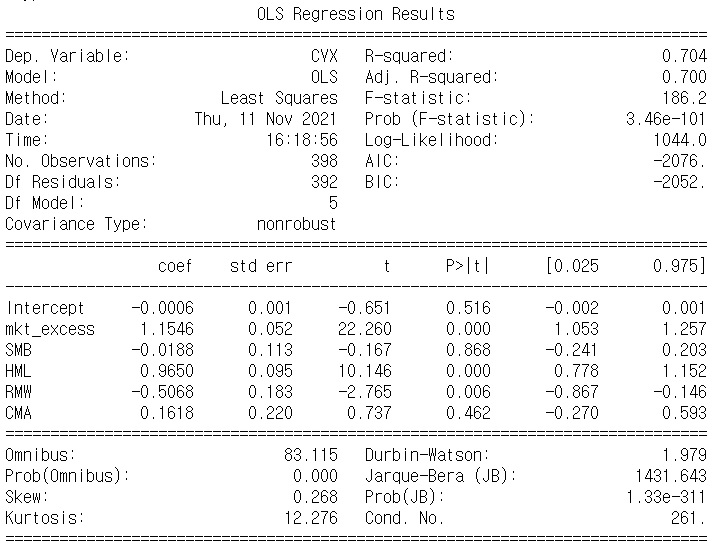 OLS Regression Results
==============================================================================
Dep. Variable: CVX R-squared: 0.704
Model: OLS Adj. R-squared: 0.700
Method: Least Squares F-statistic: 186.2
Date: Thu, 11 Nov 2021 Prob (F-statistic): 3.46e-101
Time: 16:18:56 Log-Likelihood: 1044.0
No. Observations: 398 AIC: -2076.
Df Residuals: 392 BIC: -2052.
Df Model: 5
Covariance Type: nonrobust
==============================================================================
coef std err t P>|t| [0.025 0.975]
------------------------------------------------------------------------------
Intercept -0.0006 0.001 -0.651 0.516 -0.002 0.001
mkt_excess 1.1546 0.052 22.260 0.000 1.053 1.257
SMB -0.0188 0.113 -0.167 0.868 -0.241 0.203
HML 0.9650 0.095 10.146 0.000 0.778 1.152
RMW -0.5068 0.183 -2.765 0.006 -0.867 -0.146
CMA 0.1618 0.220 0.737 0.462 -0.270 0.593
==============================================================================
Omnibus: 83.115 Durbin-Watson: 1.979
Prob(Omnibus): 0.000 Jarque-Bera (JB): 1431.643
Skew: 0.268 Prob(JB): 1.33e-311
Kurtosis: 12.276 Cond. No. 261.
==============================================================================